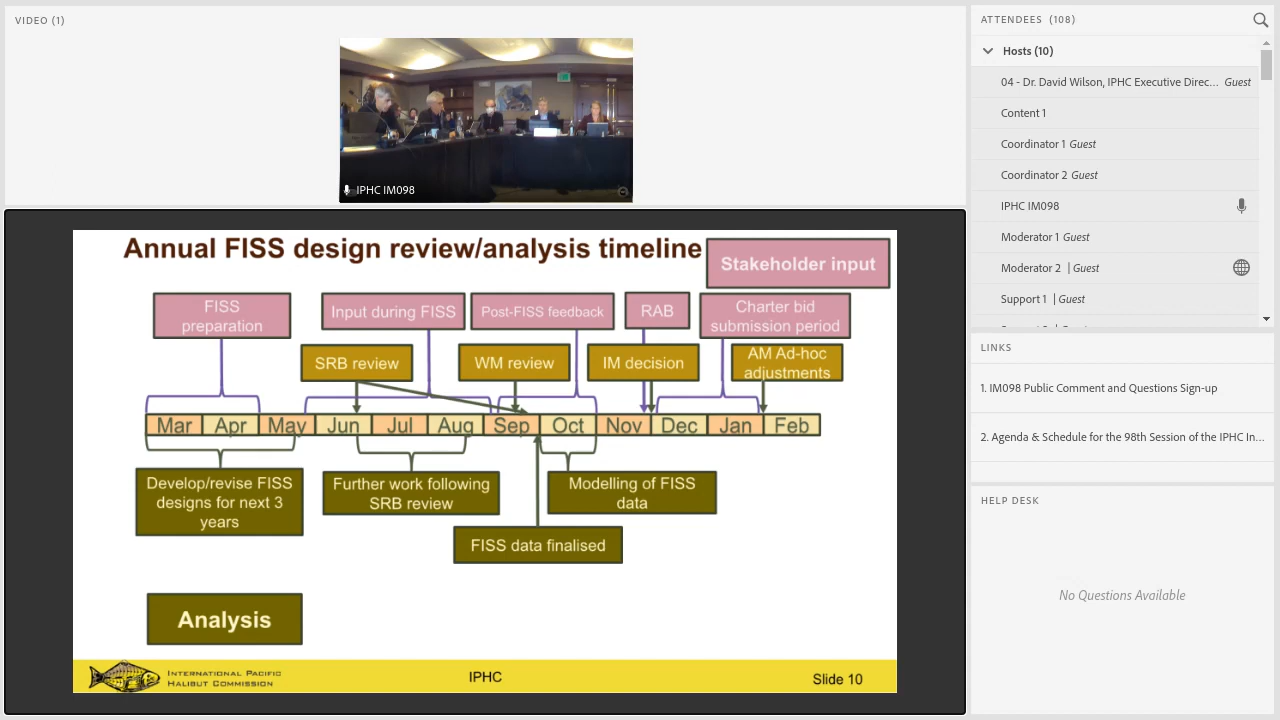 VIDEO (1)
IPHC IM098
Annual FISS design review/analysis timeline
Stakeholder input
FISS
preparation
Input during FISS
Post-FISS feedback
RAB
Charter bid
submission period
SRB review
WM review
IM decision
AM Ad-hoc
adjustments
Mar Apr May Jun Jul Aug Sep Oct Nov Dec Jan Feb
Develop/revise FISS
designs for next 3
years
Further work following
SRB review
Modelling of FISS
data
FISS data finalised
Analysis
INTERNATIONAL PACIFIC
HALIBUT COMMISSION
IPHC
Slide 10
ATTENDEES (108)
Hosts (10)
04 - Dr. David Wilson, IPHC Executive Direc... Guest
Content 1
Coordinator 1 Guest
Coordinator 2 Guest
IPHC IM098
Moderator 1 Guest
Moderator 2 | Guest
Support 1 | Guest
LINKS
1. IM098 Public Comment and Questions Sign-up
2. Agenda & Schedule for the 98th Session of the IPHC In...
HELP DESK
No Questions Available